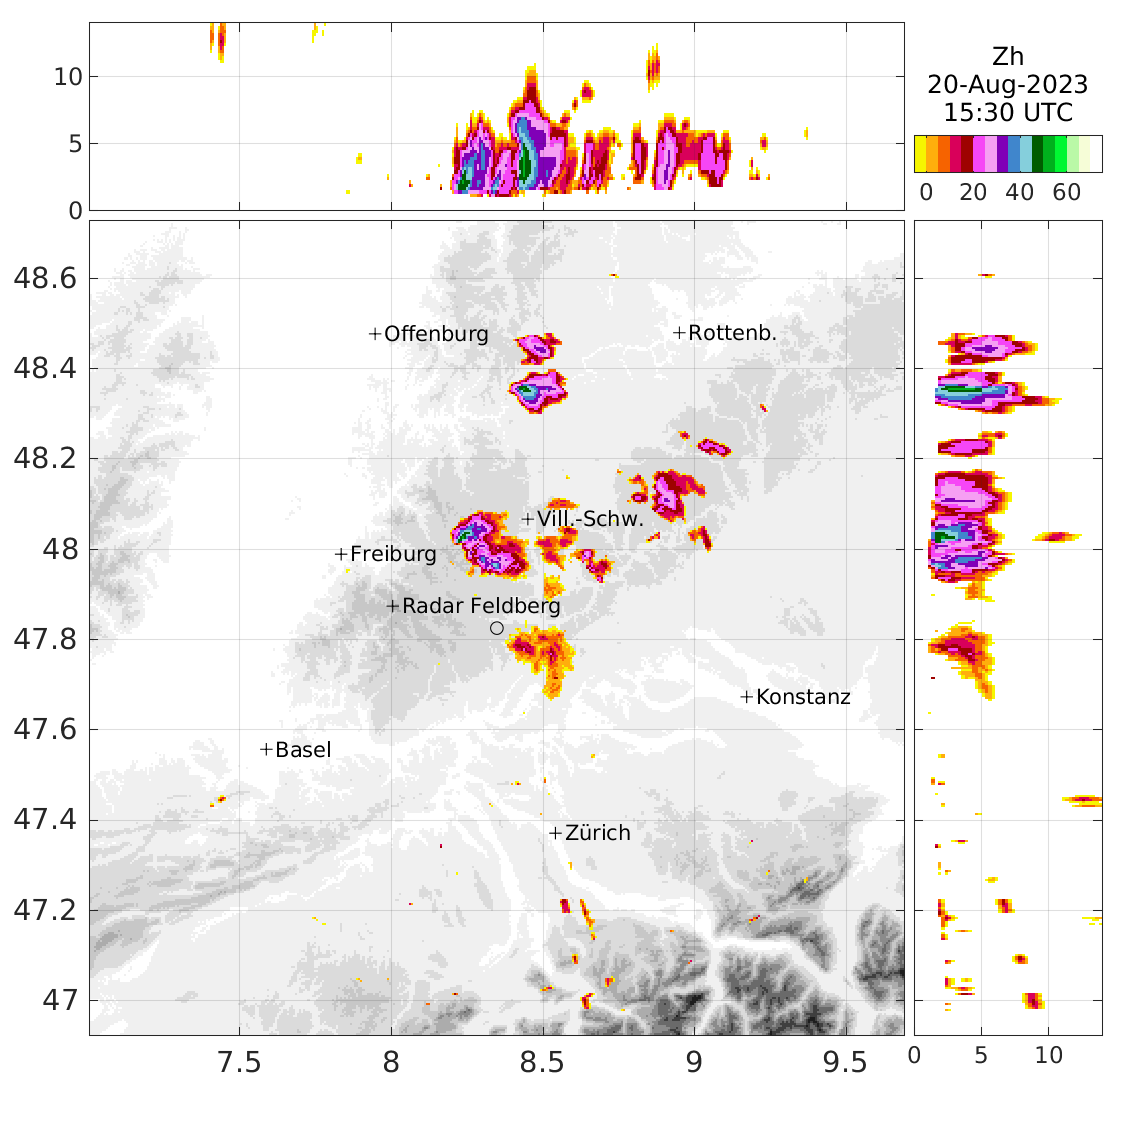 10
5
0
Zh
20-Aug-2023
15:30 UTC
0 20 40 60
48.6
48.4
48.2
48
47.8
47.6
47.4
47.2
47
+Offenburg
+Rottenb.
+Vill.-Schw.
+Freiburg
+Radar Feldberg
+Konstanz
+Basel
+Zürich
7.5 8 8.5 9 9.5
0 5 10